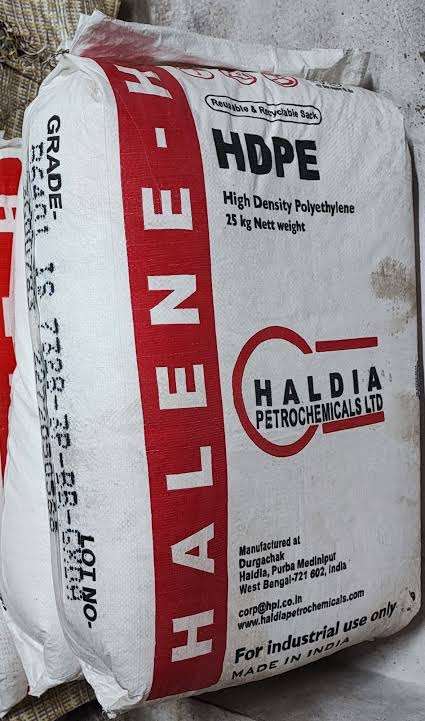 Reusable & Recyclable Sack
HDPE
High Density Polyethylene
25 kg Nett weight
HALENE-H
HALDIA
PETROCHEMICALS LTD
Manufactured at
Durgachak
Haldia, Purba Medinipur
West Bengal-721 602, India
corp@hpl.co.in
www.haldiapetrochemicals.com
For industrial use only
MADE IN INDIA
GRADE-
LOT NO.